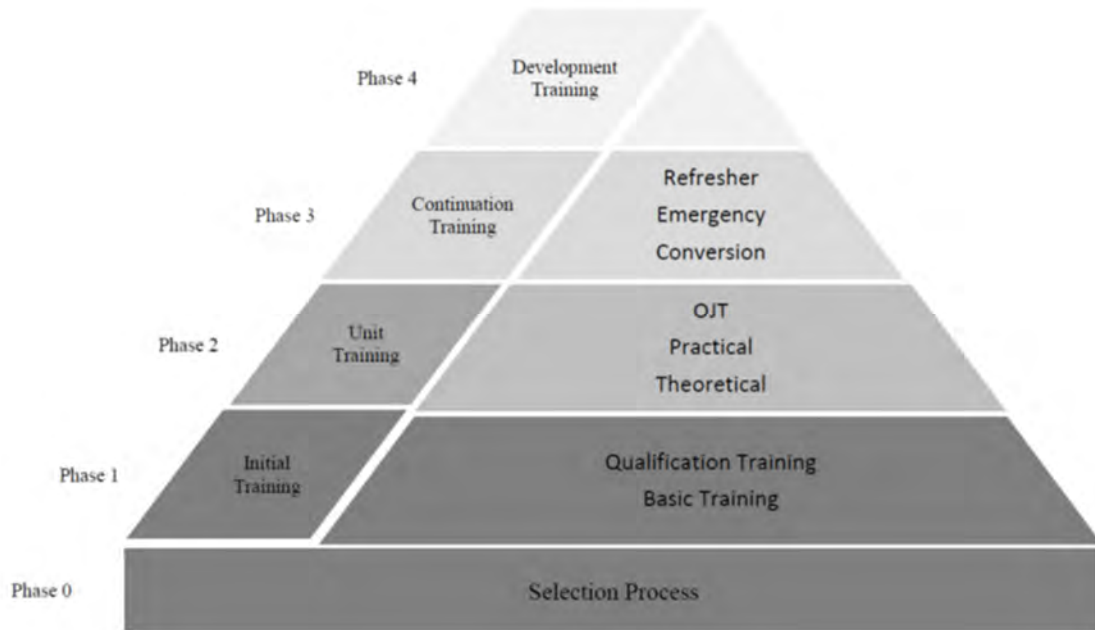 Phase 4
Development
Training
Phase 3
Continuation
Training
Refresher
Emergency
Conversion
Phase 2
Unit
Training
OJT
Practical
Theoretical
Phase 1
Initial
Training
Qualification Training
Basic Training
Phase 0
Selection Process